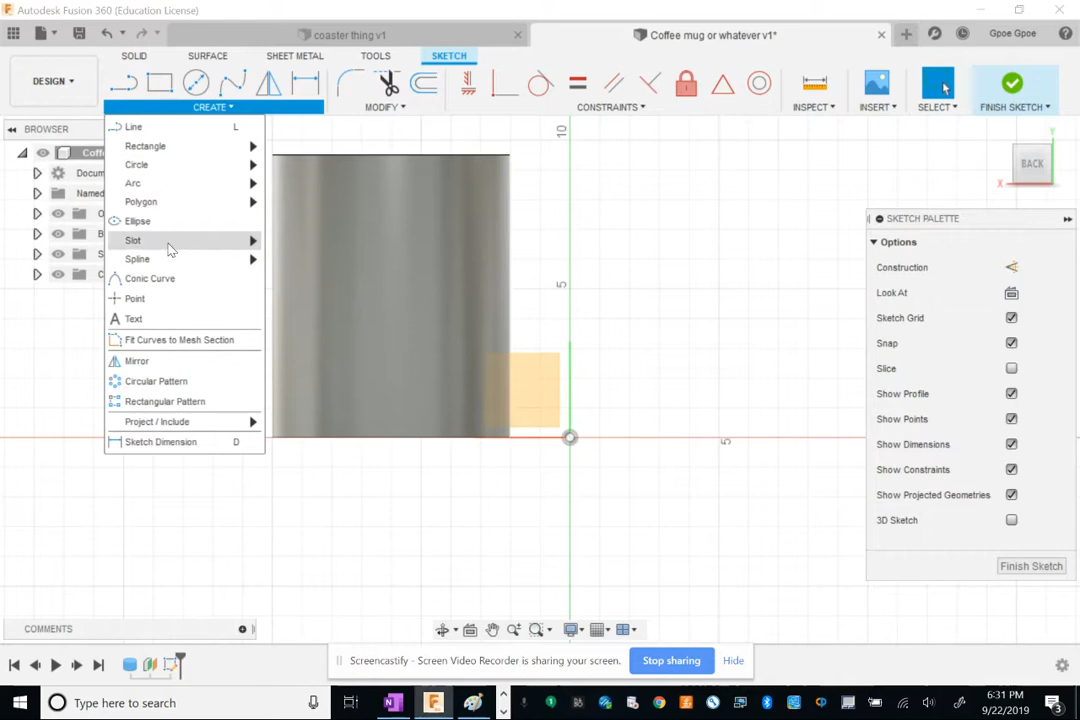 Autodesk Fusion 360 (Education License)
coaster thing v1
Coffee mug or whatever v1*
Gpoe Gpoe
SOLID SURFACE SHEET METAL TOOLS SKETCH
DESIGN
CREATE MODIFY CONSTRAINTS INSPECT INSERT SELECT FINISH SKETCH
BROWSER
Coff
Docum
Named
O
B
S
C
Line L
Rectangle
Circle
Arc
Polygon
Ellipse
Slot
Spline
Conic Curve
Point
Text
Fit Curves to Mesh Section
Mirror
Circular Pattern
Rectangular Pattern
Project / Include
Sketch Dimension D
10
5
5
Y
BACK
X
SKETCH PALETTE
Options
Construction
Look At
Sketch Grid
Snap
Slice
Show Profile
Show Points
Show Dimensions
Show Constraints
Show Projected Geometries
3D Sketch
Finish Sketch
COMMENTS
Screencastify - Screen Video Recorder is sharing your screen.
Stop sharing
Hide
Type here to search
6:31 PM
9/22/2019
3